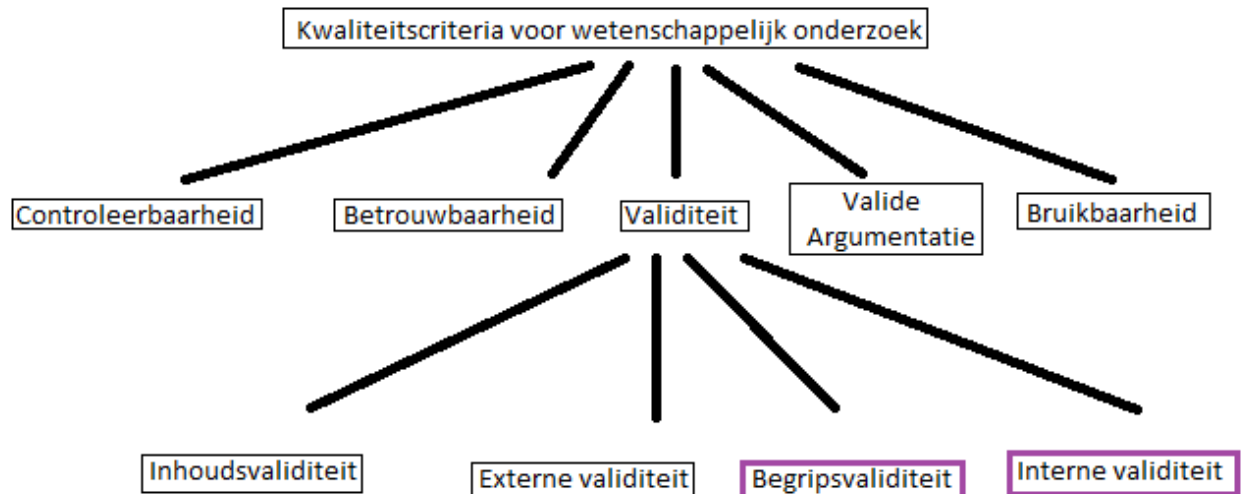 Kwaliteitscriteria voor wetenschappelijk onderzoek
Controleerbaarheid
Betrouwbaarheid
Validiteit
Valide
Argumentatie
Bruikbaarheid
Inhoudsvaliditeit
Externe validiteit
Begripsvaliditeit
Interne validiteit